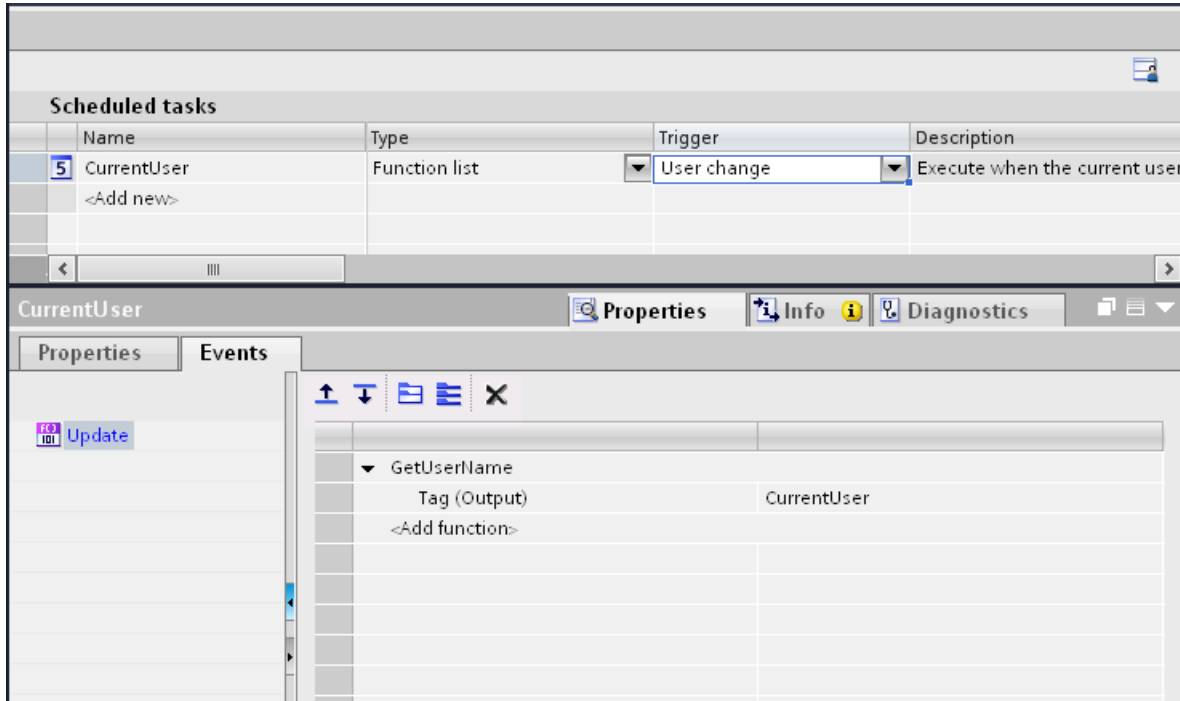 Scheduled tasks
Name Type Trigger Description
5 CurrentUser Function list User change Execute when the current user
<Add new>
CurrentUser Properties Info Diagnostics
Properties Events
Update
GetUserName
Tag (Output) CurrentUser
<Add function>